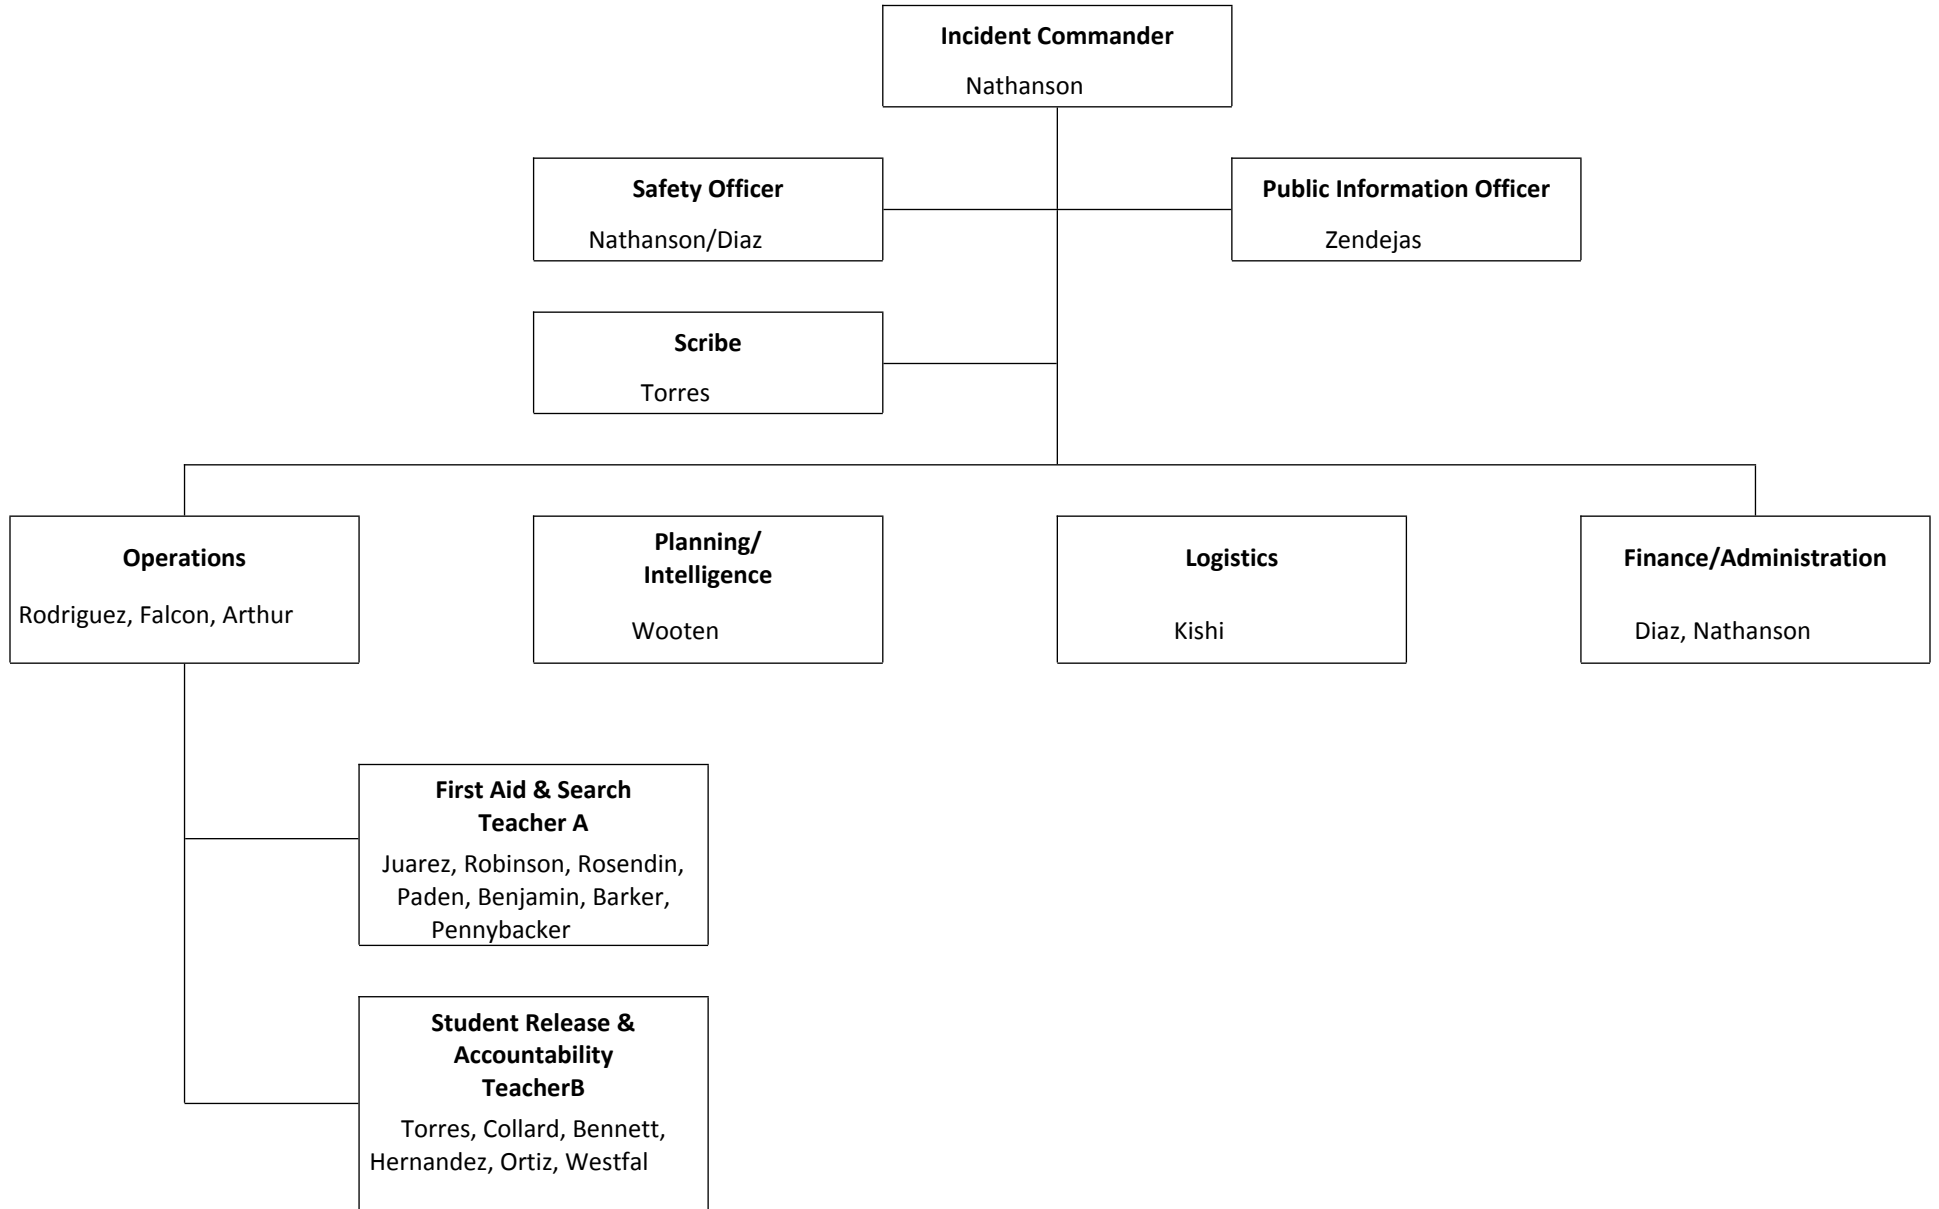 Incident Commander
Nathanson
Safety Officer
Nathanson/Diaz
Public Information Officer
Zendejas
Scribe
Torres
Operations
Rodriguez, Falcon, Arthur
Planning/
Intelligence
Wooten
Logistics
Kishi
Finance/Administration
Diaz, Nathanson
First Aid & Search
Teacher A
Juarez, Robinson, Rosendin,
Paden, Benjamin, Barker,
Pennybacker
Student Release &
Accountability
TeacherB
Torres, Collard, Bennett,
Hernandez, Ortiz, Westfal